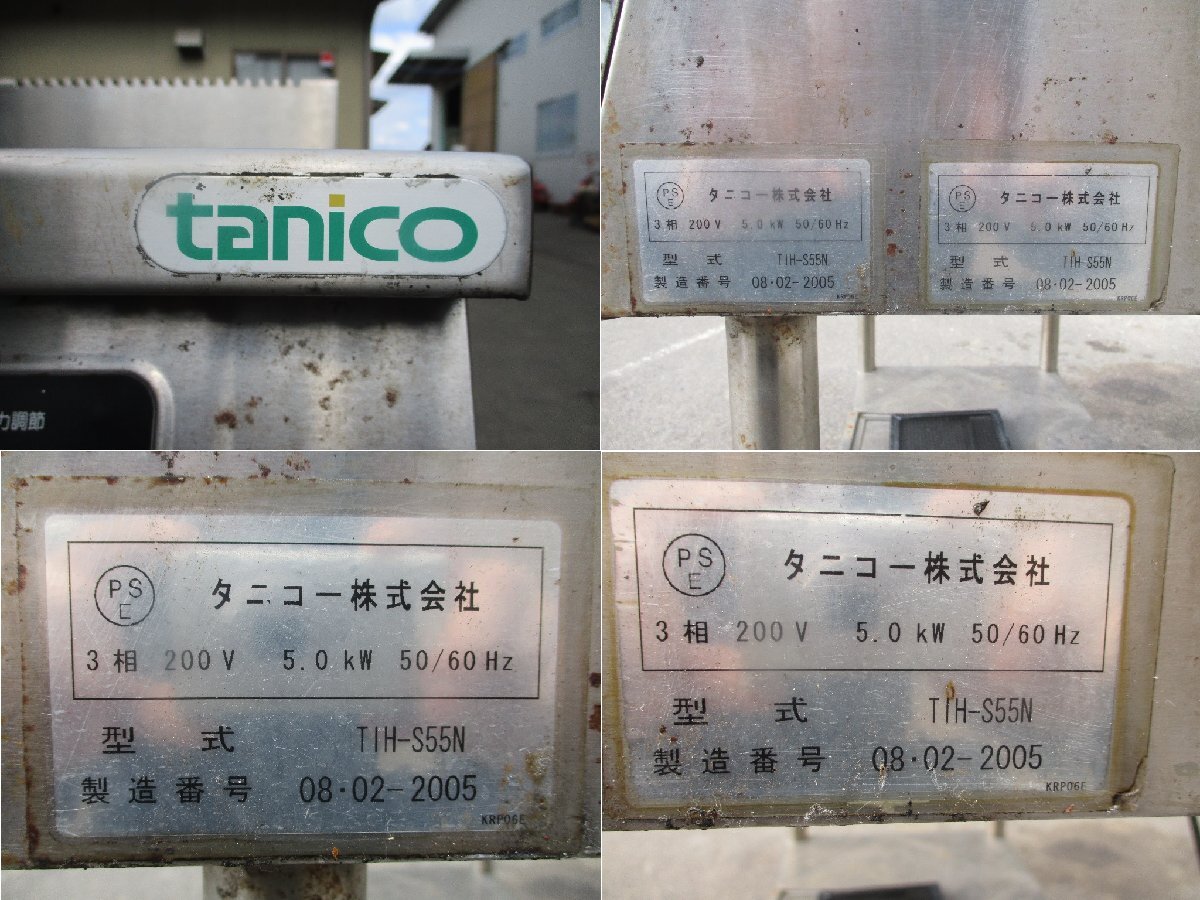 tanico
力調節
PS
E
タニコー株式会社
3相 200V 5.0kW 50/60Hz
型 式 TIH-S55N
製造番号 08・02-2005
KRP06E
PS
E
タニコー株式会社
3相 200V 5.0kW 50/60Hz
型 式 TIH-S55N
製造番号 08・02-2005
KRP06E
PS
E
タニコー株式会社
3相 200V 5.0kW 50/60Hz
型 式 TIH-S55N
製造番号 08・02-2005
KRP06E
PS
E
タニコー株式会社
3相 200V 5.0kW 50/60Hz
型 式 TIH-S55N
製造番号 08・02-2005
KRP06E